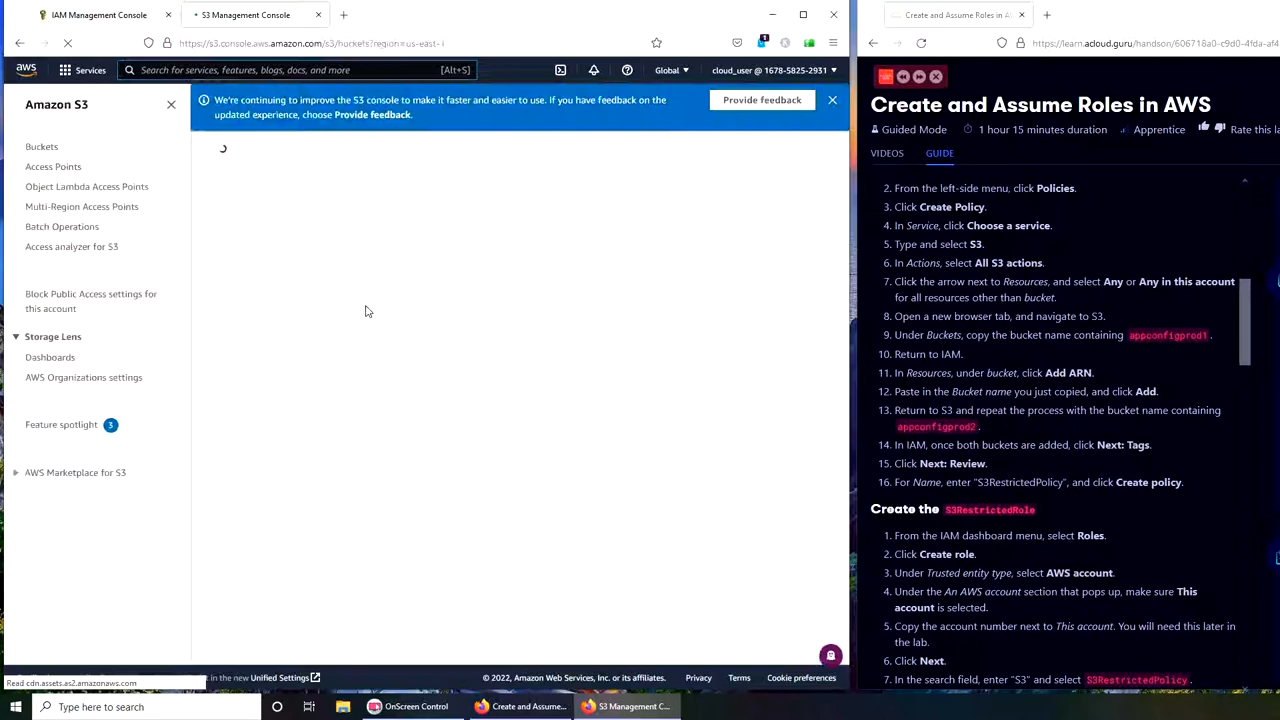 IAM Management Console
S3 Management Console
Create and Assume Roles in A
https://s3.console.aws.amazon.com/s3/buckets?region=us-east-1
https://learn.acloud.guru/handson/606718a0-c9d0-4fda-af4
aws
Services
Search for services, features, blogs, docs, and more
[Alt+S]
Global
cloud_user @ 1678-5825-2931
Amazon S3
Buckets
Access Points
Object Lambda Access Points
Multi-Region Access Points
Batch Operations
Access analyzer for S3
Block Public Access settings for
this account
Storage Lens
Dashboards
AWS Organizations settings
Feature spotlight 3
AWS Marketplace for S3
We're continuing to improve the S3 console to make it faster and easier to use. If you have feedback on the
updated experience, choose Provide feedback.
Provide feedback
Read cdn.assets.as2.amazonaws.com
t in the new Unified Settings
© 2022, Amazon Web Services, Inc. or its affiliates.
Privacy
Terms
Cookie preferences
Create and Assume Roles in AWS
Guided Mode
1 hour 15 minutes duration
Apprentice
Rate this la
VIDEOS
GUIDE
2. From the left-side menu, click Policies.
3. Click Create Policy.
4. In Service, click Choose a service.
5. Type and select S3.
6. In Actions, select All S3 actions.
7. Click the arrow next to Resources, and select Any or Any in this account
for all resources other than bucket.
8. Open a new browser tab, and navigate to S3.
9. Under Buckets, copy the bucket name containing appconfigprod1.
10. Return to IAM.
11. In Resources, under bucket, click Add ARN.
12. Paste in the Bucket name you just copied, and click Add.
13. Return to S3 and repeat the process with the bucket name containing
appconfigprod2.
14. In IAM, once both buckets are added, click Next: Tags.
15. Click Next: Review.
16. For Name, enter "S3RestrictedPolicy", and click Create policy.
Create the S3RestrictedRole
1. From the IAM dashboard menu, select Roles.
2. Click Create role.
3. Under Trusted entity type, select AWS account.
4. Under the An AWS account section that pops up, make sure This
account is selected.
5. Copy the account number next to This account. You will need this later in
the lab.
6. Click Next.
7. In the search field, enter "S3" and select S3RestrictedPolicy.
Type here to search
OnScreen Control
Create and Assume...
S3 Management C...